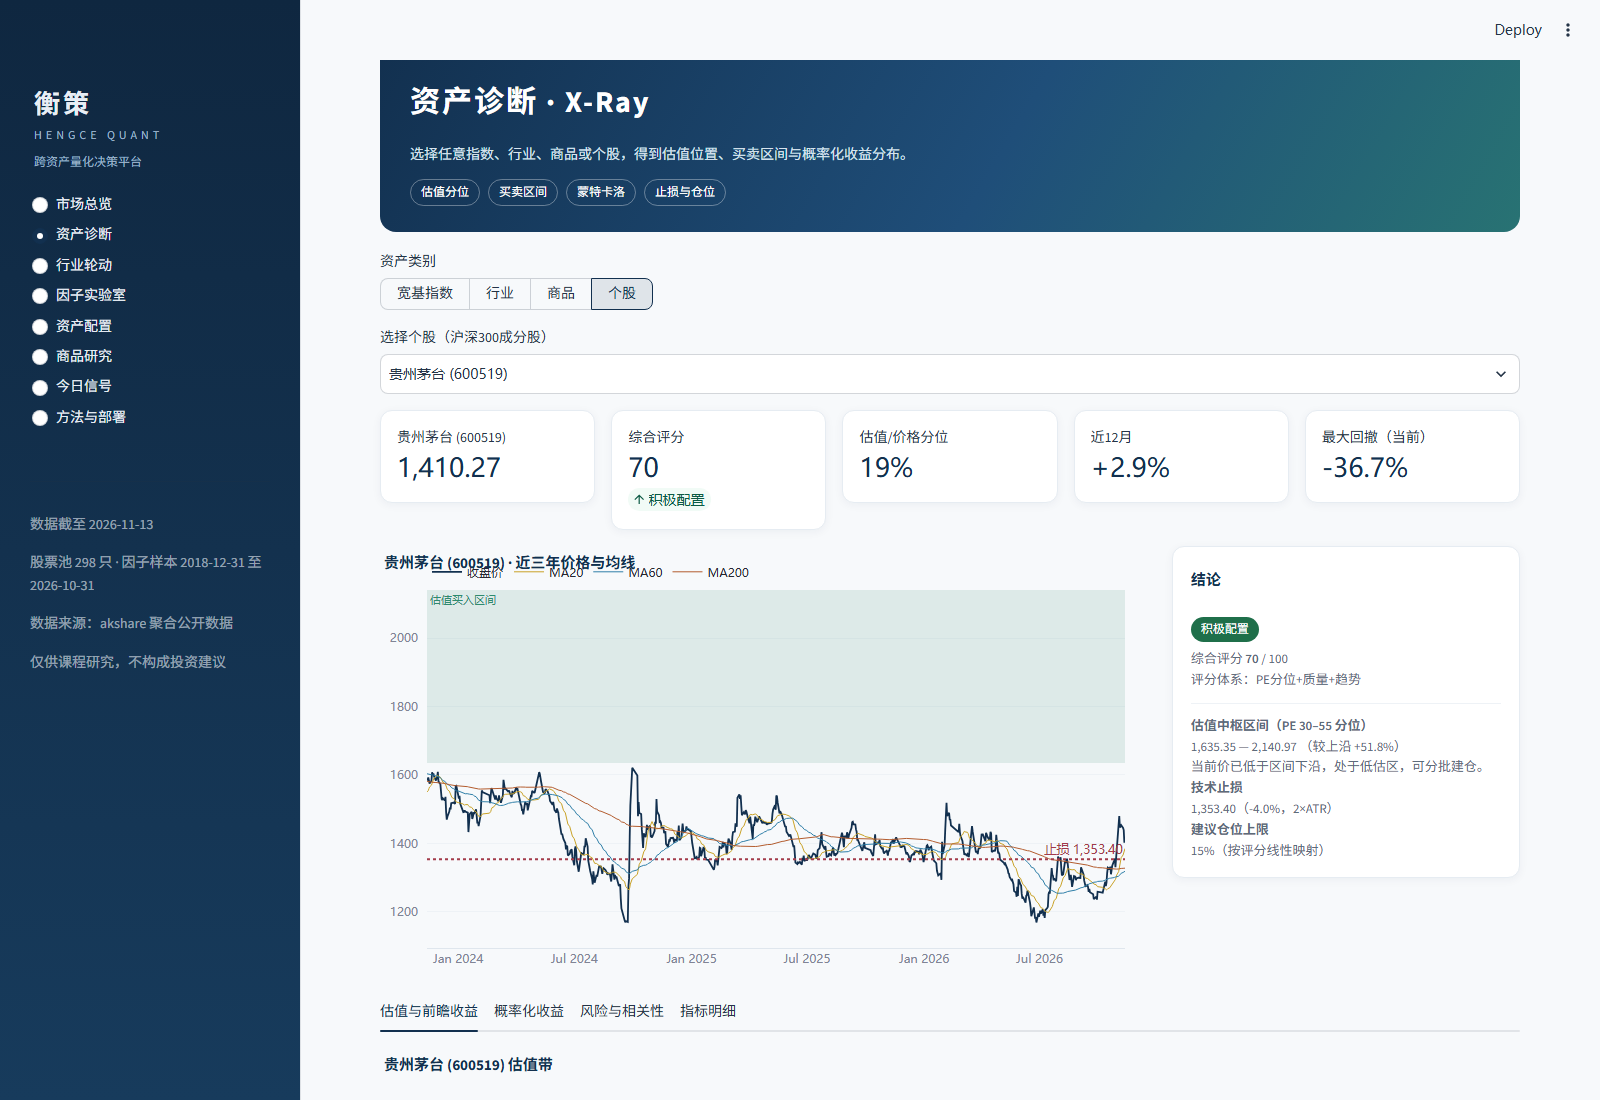 Deploy
衡策
HENGCE QUANT
跨资产量化决策平台
市场总览
资产诊断
行业轮动
因子实验室
资产配置
商品研究
今日信号
方法与部署
数据截至 2026-11-13
股票池 298 只 · 因子样本 2018-12-31 至
2026-10-31
数据来源：akshare 聚合公开数据
仅供课程研究，不构成投资建议
资产诊断 · X-Ray
选择任意指数、行业、商品或个股，得到估值位置、买卖区间与概率化收益分布。
估值分位 买卖区间 蒙特卡洛 止损与仓位
资产类别
宽基指数 行业 商品 个股
选择个股（沪深300成分股）
贵州茅台 (600519)
贵州茅台 (600519)
1,410.27
综合评分
70
↑ 积极配置
估值/价格分位
19%
近12月
+2.9%
最大回撤（当前）
-36.7%
贵州茅台 (600519) · 近三年价格与均线
收盘价 MA20 MA60 MA200
估值买入区间
2000
1800
1600
1400
1200
止损 1,353.40
Jan 2024 Jul 2024 Jan 2025 Jul 2025 Jan 2026 Jul 2026
结论
积极配置
综合评分 70 / 100
评分体系：PE分位+质量+趋势
估值中枢区间（PE 30–55 分位）
1,635.35 — 2,140.97 （较上沿 +51.8%）
当前价已低于区间下沿，处于低估区，可分批建仓。
技术止损
1,353.40（-4.0%，2×ATR）
建议仓位上限
15%（按评分线性映射）
估值与前瞻收益 概率化收益 风险与相关性 指标明细
贵州茅台 (600519) 估值带